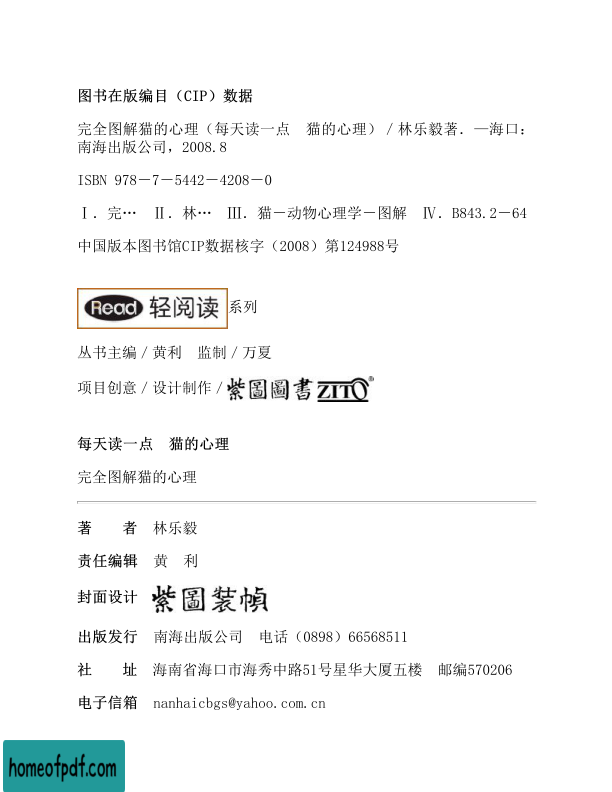 图书在版编目（CIP）数据
完全图解猫的心理（每天读一点　猫的心理）／林乐毅著．—海口：
南海出版公司，2008.8
ISBN 978－7－5442－4208－0
Ⅰ．完…　Ⅱ．林…　Ⅲ．猫－动物心理学－图解　Ⅳ．B843.2－64
中国版本图书馆CIP数据核字（2008）第124988号
Read 轻阅读 系列
丛书主编／黄利　监制／万夏
项目创意／设计制作／紫圖圖書 ZITO®
每天读一点　猫的心理
完全图解猫的心理
著　　者　林乐毅
责任编辑　黄　利
封面设计　紫圖装幀
出版发行　南海出版公司　电话（0898）66568511
社　　址　海南省海口市海秀中路51号星华大厦五楼　邮编570206
电子信箱　nanhaicbgs@yahoo.com.cn
homeofpdf.com